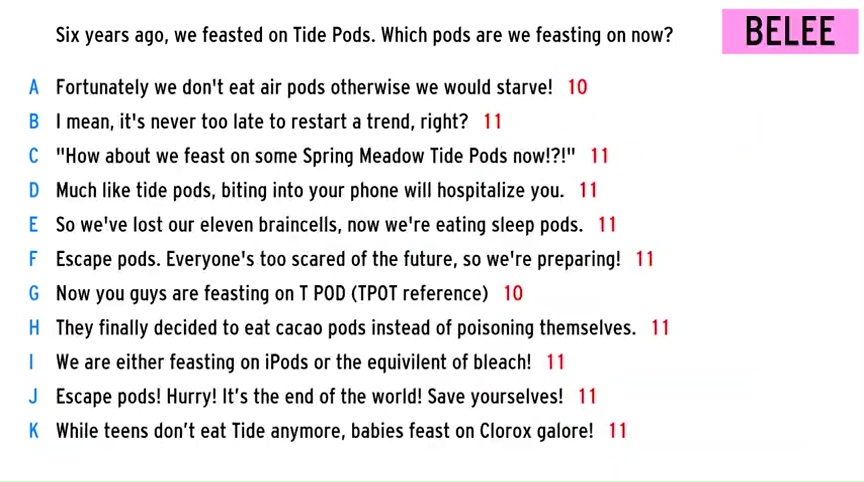 Six years ago, we feasted on Tide Pods. Which pods are we feasting on now?
BELEE
A Fortunately we don't eat air pods otherwise we would starve! 10
B I mean, it's never too late to restart a trend, right? 11
C "How about we feast on some Spring Meadow Tide Pods now!?!" 11
D Much like tide pods, biting into your phone will hospitalize you. 11
E So we've lost our eleven braincells, now we're eating sleep pods. 11
F Escape pods. Everyone's too scared of the future, so we're preparing! 11
G Now you guys are feasting on T POD (TPOT reference) 10
H They finally decided to eat cacao pods instead of poisoning themselves. 11
I We are either feasting on iPods or the equivilent of bleach! 11
J Escape pods! Hurry! It’s the end of the world! Save yourselves! 11
K While teens don’t eat Tide anymore, babies feast on Clorox galore! 11